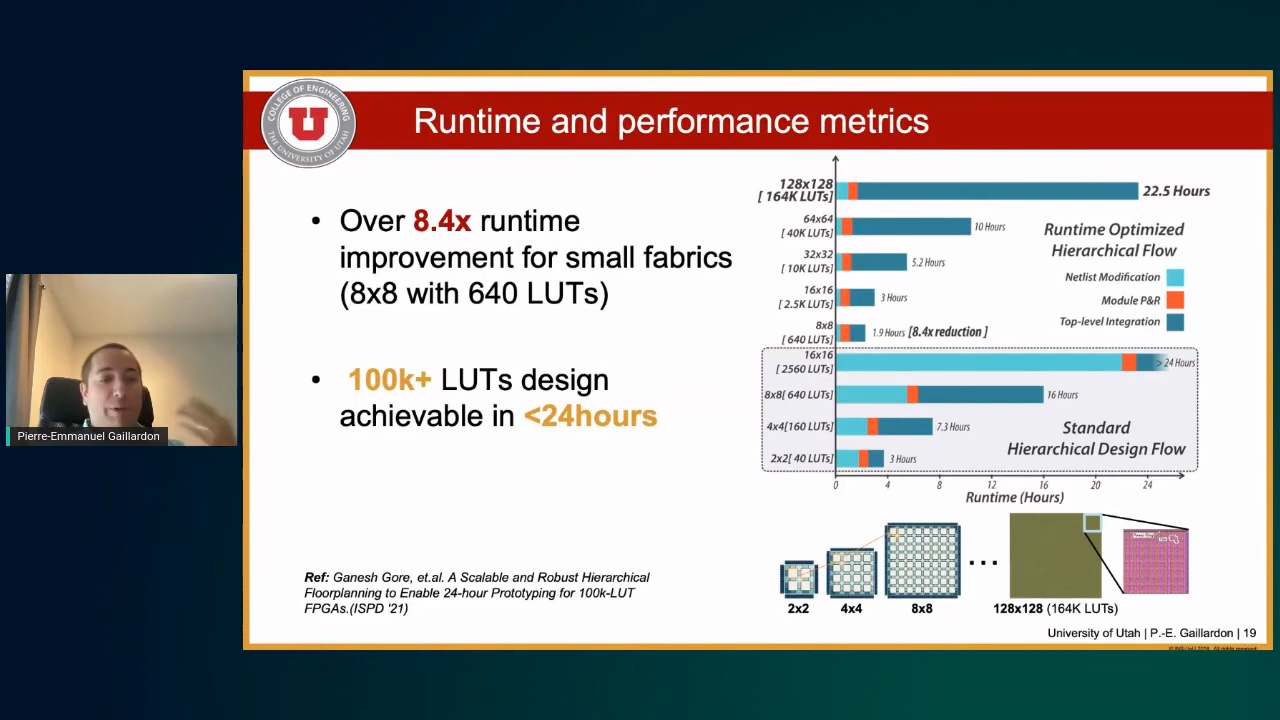 COLLEGE OF ENGINEERING
THE UNIVERSITY OF UTAH
U
Runtime and performance metrics
• Over 8.4x runtime
improvement for small fabrics
(8x8 with 640 LUTs)
• 100k+ LUTs design
achievable in <24hours
Ref: Ganesh Gore, et.al. A Scalable and Robust Hierarchical
Floorplanning to Enable 24-hour Prototyping for 100k-LUT
FPGAs.(ISPD '21)
128x128
[ 164K LUTs]
22.5 Hours
64x64
[ 40K LUTs]
10 Hours
32x32
[ 10K LUTs]
5.2 Hours
16x16
[ 2.5K LUTs]
3 Hours
8x8
[ 640 LUTs]
1.9 Hours [8.4x reduction ]
Runtime Optimized
Hierarchical Flow
Netlist Modification
Module P&R
Top-level Integration
16x16
[ 2560 LUTs]
> 24 Hours
8x8[ 640 LUTs]
16 Hours
4x4[160 LUTs]
7.3 Hours
2x2[ 40 LUTs]
3 Hours
Standard
Hierarchical Design Flow
0 4 8 12 16 20 24
Runtime (Hours)
2x2 4x4 8x8 128x128 (164K LUTs)
University of Utah | P.-E. Gaillardon | 19
Pierre-Emmanuel Gaillardon